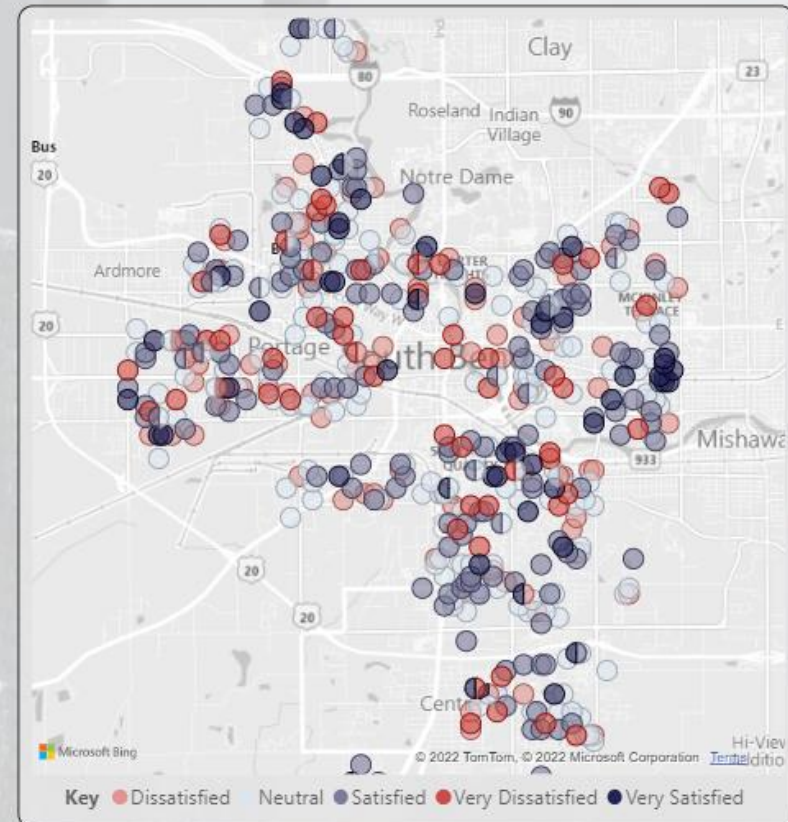 Clay
80
23
Roseland
Indian
Village
90
Bus
20
Notre Dame
Ardmore
20
Portage
Mishawa
933
20
20
Microsoft Bing
© 2022 TomTom, © 2022 Microsoft Corporation Terms
Hi-View
Key Dissatisfied Neutral Satisfied Very Dissatisfied Very Satisfied